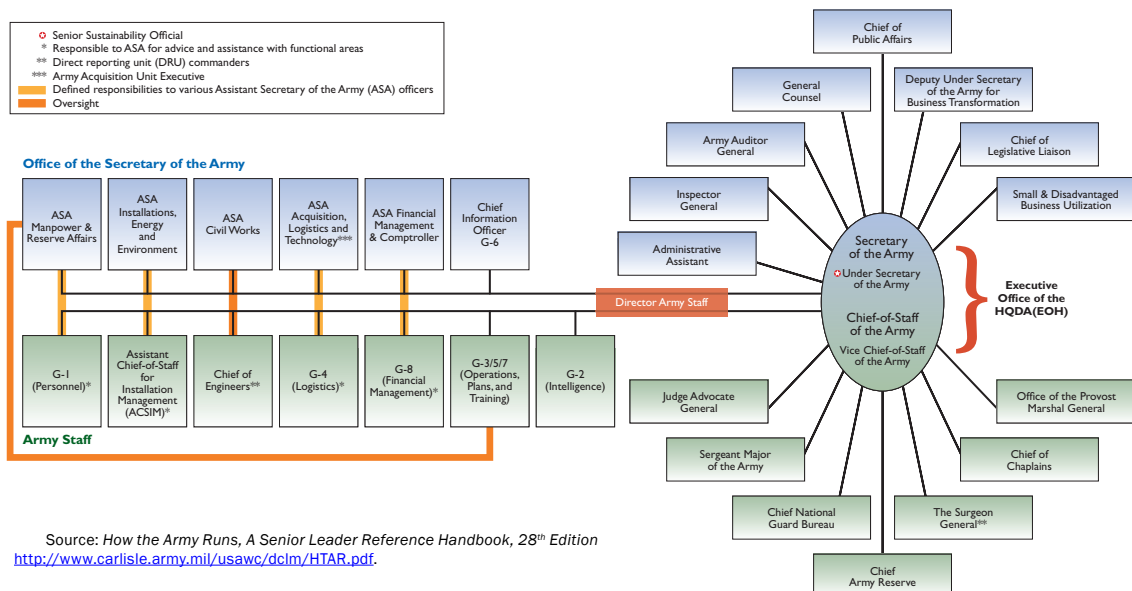 ✪ Senior Sustainability Official
* Responsible to ASA for advice and assistance with functional areas
** Direct reporting unit (DRU) commanders
*** Army Acquisition Unit Executive
Defined responsibilities to various Assistant Secretary of the Army (ASA) officers
Oversight
Office of the Secretary of the Army
ASA
Manpower &
Reserve Affairs
ASA
Installations,
Energy
and
Environment
ASA
Civil Works
ASA
Acquisition,
Logistics and
Technology***
ASA Financial
Management
& Comptroller
Chief
Information
Officer
G-6
Director Army Staff
G-1
(Personnel)*
Assistant
Chief-of-Staff
for
Installation
Management
(ACSIM)*
Chief of
Engineers**
G-4
(Logistics)*
G-8
(Financial
Management)*
G-3/5/7
(Operations,
Plans, and
Training)
G-2
(Intelligence)
Army Staff
Chief of
Public Affairs
General
Counsel
Deputy Under Secretary
of the Army for
Business Transformation
Army Auditor
General
Chief of
Legislative Liaison
Inspector
General
Small & Disadvantaged
Business Utilization
Administrative
Assistant
Secretary
of the Army
✪ Under Secretary
of the Army
Chief-of-Staff
of the Army
Vice Chief-of-Staff
of the Army
Executive
Office of the
HQDA(EOH)
Judge Advocate
General
Office of the Provost
Marshal General
Sergeant Major
of the Army
Chief of
Chaplains
Chief National
Guard Bureau
The Surgeon
General**
Chief
Army Reserve
Source: How the Army Runs, A Senior Leader Reference Handbook, 28th Edition
http://www.carlisle.army.mil/usawc/dclm/HTAR.pdf.